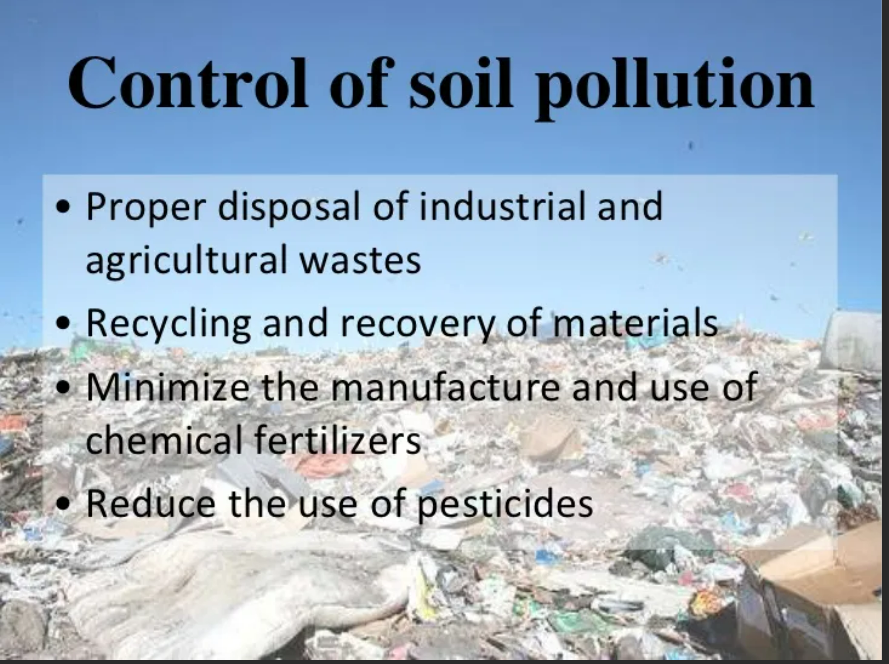 Control of soil pollution
• Proper disposal of industrial and
agricultural wastes
• Recycling and recovery of materials
• Minimize the manufacture and use of
chemical fertilizers
• Reduce the use of pesticides